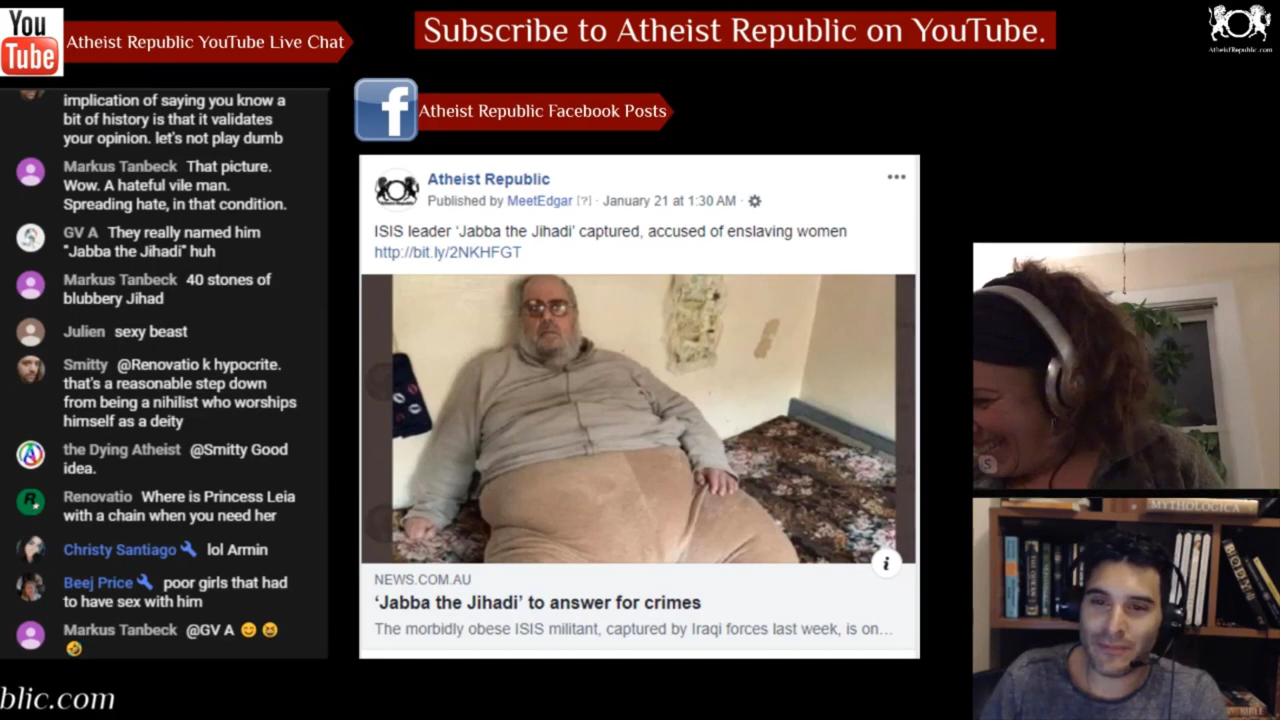 You
Tube
Atheist Republic YouTube Live Chat
Subscribe to Atheist Republic on YouTube.
AtheistRepublic.com
Atheist Republic Facebook Posts
implication of saying you know a
bit of history is that it validates
your opinion. let's not play dumb
Markus Tanbeck That picture.
Wow. A hateful vile man.
Spreading hate, in that condition.
GV A They really named him
"Jabba the Jihadi" huh
Markus Tanbeck 40 stones of
blubbery Jihad
Julien sexy beast
Smitty @Renovatio k hypocrite.
that's a reasonable step down
from being a nihilist who worships
himself as a deity
the Dying Atheist @Smitty Good
idea.
Renovatio Where is Princess Leia
with a chain when you need her
Christy Santiago lol Armin
Beej Price poor girls that had
to have sex with him
Markus Tanbeck @GV A 😊 😆
🤣
Atheist Republic
Published by MeetEdgar [?] · January 21 at 1:30 AM ·
ISIS leader ‘Jabba the Jihadi’ captured, accused of enslaving women
http://bit.ly/2NKHFGT
NEWS.COM.AU
‘Jabba the Jihadi’ to answer for crimes
The morbidly obese ISIS militant, captured by Iraqi forces last week, is on…
S
MYTHOLOGICA
blic.com